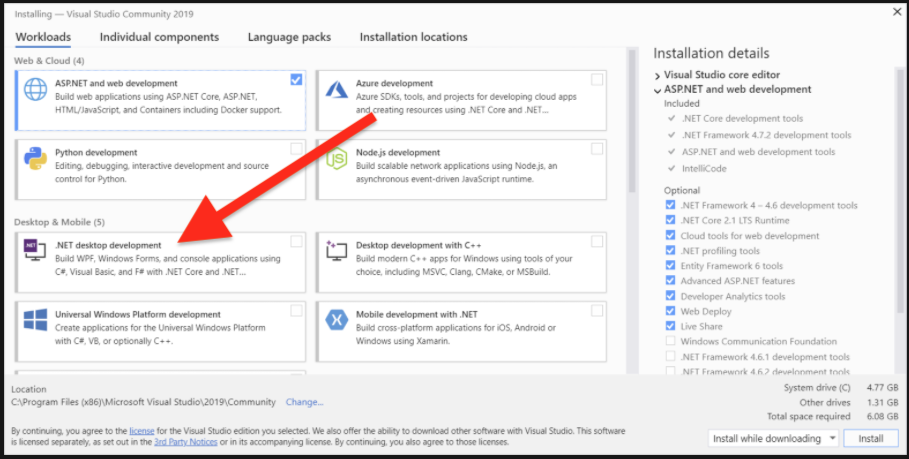 Installing — Visual Studio Community 2019
Workloads
Individual components
Language packs
Installation locations
Web & Cloud (4)
ASP.NET and web development
Build web applications using ASP.NET Core, ASP.NET,
HTML/JavaScript, and Containers including Docker support.
Azure development
Azure SDKs, tools, and projects for developing cloud apps
and creating resources using .NET Core and .NET...
Python development
Editing, debugging, interactive development and source
control for Python.
Node.js development
Build scalable network applications using Node.js, an
asynchronous event-driven JavaScript runtime.
Desktop & Mobile (5)
.NET desktop development
Build WPF, Windows Forms, and console applications using
C#, Visual Basic, and F# with .NET Core and .NET...
Desktop development with C++
Build modern C++ apps for Windows using tools of your
choice, including MSVC, Clang, CMake, or MSBuild.
Universal Windows Platform development
Create applications for the Universal Windows Platform
with C#, VB, or optionally C++.
Mobile development with .NET
Build cross-platform applications for iOS, Android or
Windows using Xamarin.
Installation details
Visual Studio core editor
ASP.NET and web development
Included
.NET Core development tools
.NET Framework 4.7.2 development tools
ASP.NET and web development tools
IntelliCode
Optional
.NET Framework 4 – 4.6 development tools
.NET Core 2.1 LTS Runtime
Cloud tools for web development
.NET profiling tools
Entity Framework 6 tools
Advanced ASP.NET features
Developer Analytics tools
Web Deploy
Live Share
Windows Communication Foundation
.NET Framework 4.6.1 development tools
.NET Framework 4.6.2 development tools
Location
C:\Program Files (x86)\Microsoft Visual Studio\2019\Community Change...
System drive (C) 4.77 GB
Other drives 1.31 GB
Total space required 6.08 GB
By continuing, you agree to the license for the Visual Studio edition you selected. We also offer the ability to download other software with Visual Studio. This software
is licensed separately, as set out in the 3rd Party Notices or in its accompanying license. By continuing, you also agree to those licenses.
Install while downloading
Install